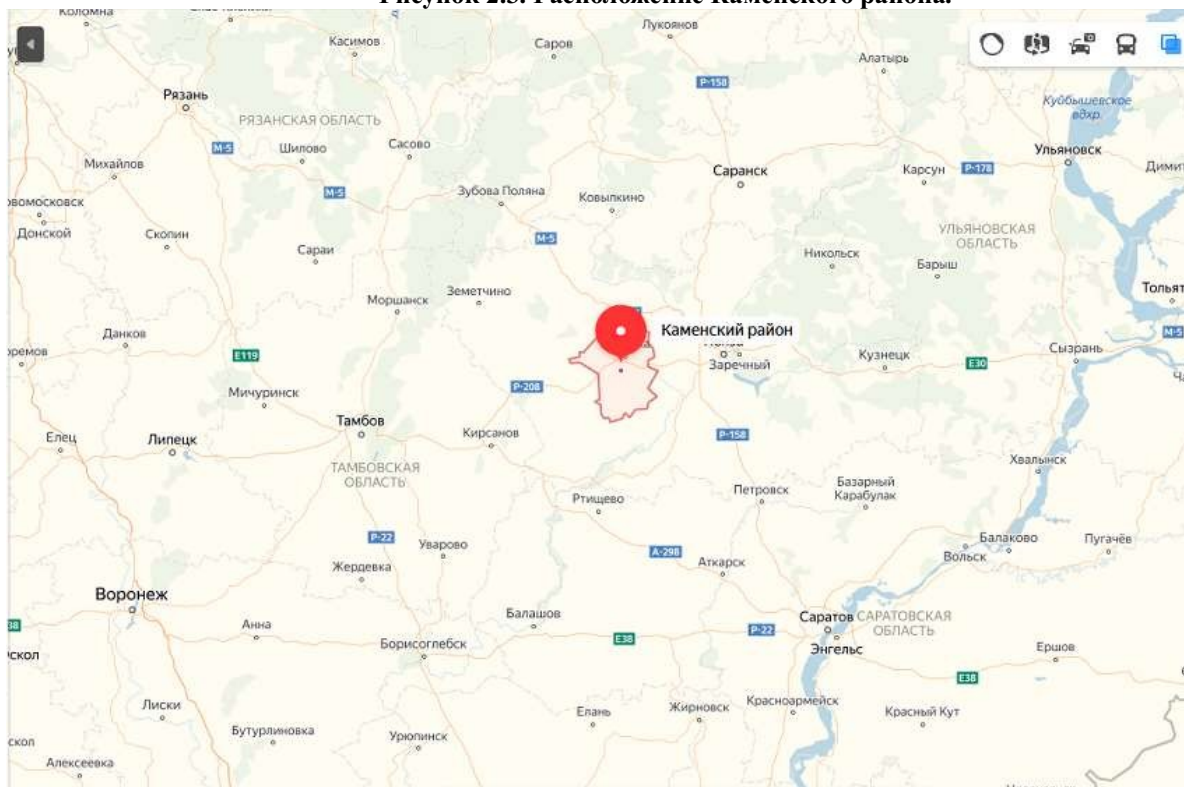 Рисунок 2.3. Расположение Каменского района.
Коломна
Лукоянов
Касимов
Саров
Алатырь
Р-158
Рязань
Куйбышевское
вдхр.
РЯЗАНСКАЯ ОБЛАСТЬ
М-5
Шилово
Сасово
Ульяновск
Михайлов
Саранск
Карсун
Р-178
М-5
Зубова Поляна
Ковылкино
Донской
Скопин
М-5
УЛЬЯНОВСКАЯ
ОБЛАСТЬ
Сараи
Никольск
Барыш
Моршанск
Земетчино
Данков
Каменский район
М-5
Е119
Заречный
Кузнецк
Е30
Сызрань
Мичуринск
Р-208
Тамбов
Елец
Липецк
Кирсанов
Р-158
ТАМБОВСКАЯ
ОБЛАСТЬ
Хвалынск
Ртищево
Петровск
Базарный
Карабулак
Р-22
Уварово
А-298
Балаково
Пугачёв
Жердевка
Аткарск
Вольск
Воронеж
Балашов
Саратов
САРАТОВСКАЯ
ОБЛАСТЬ
Анна
Борисоглебск
Е38
Р-22
Энгельс
Ершов
Е38
Лиски
Елань
Жирновск
Красноармейск
Красный Кут
Бутурлиновка
Урюпинск
Алексеевка